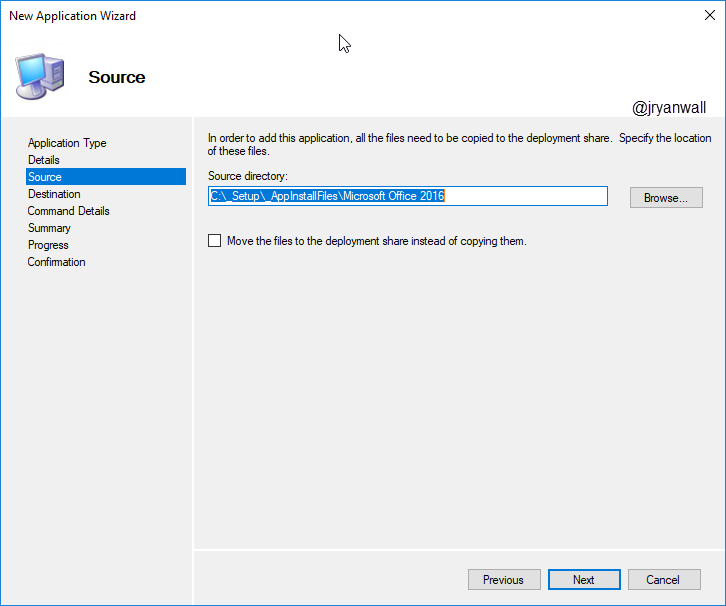 New Application Wizard
Source
@jryanwall
Application Type
Details
Source
Destination
Command Details
Summary
Progress
Confirmation
In order to add this application, all the files need to be copied to the deployment share.  Specify the location
of these files.
Source directory:
C:\_Setup\_AppInstallFiles\Microsoft Office 2016
Browse...
Move the files to the deployment share instead of copying them.
Previous
Next
Cancel